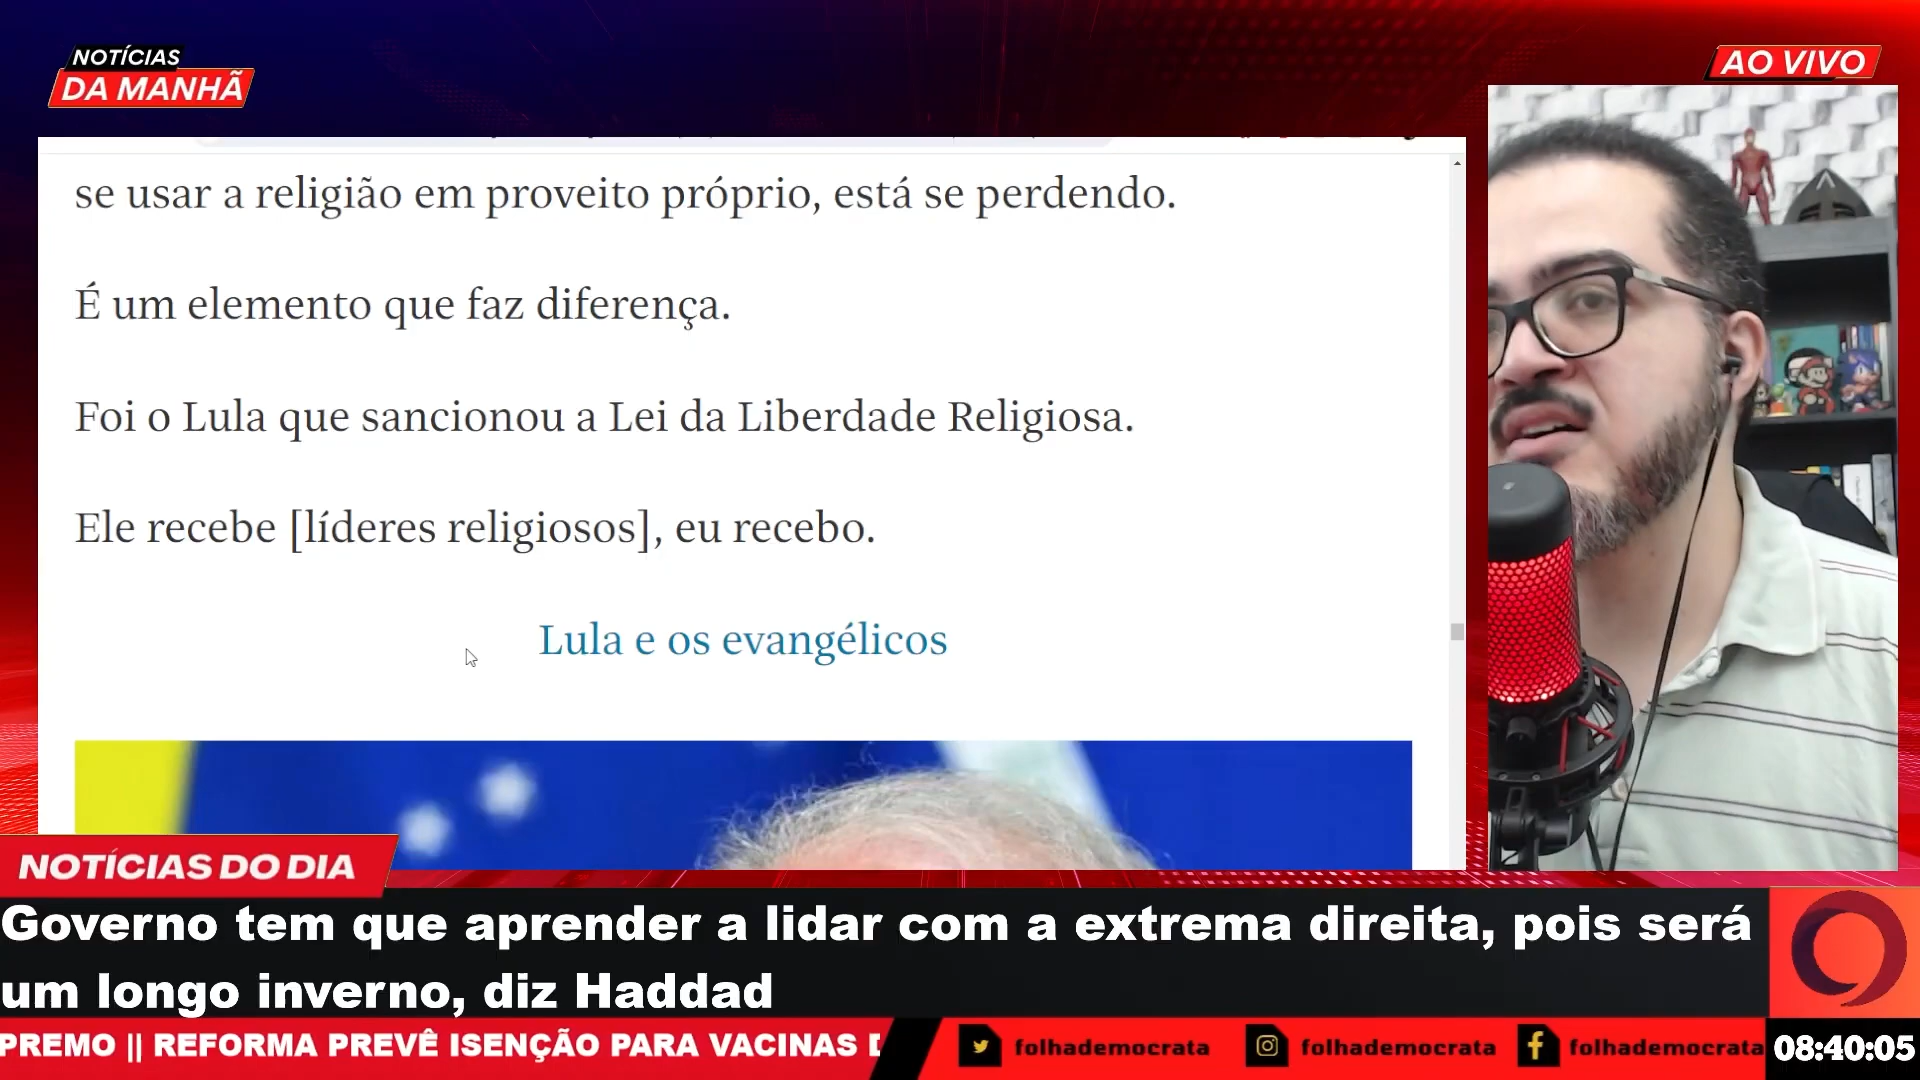 NOTÍCIAS
DA MANHÃ
AO VIVO
se usar a religião em proveito próprio, está se perdendo.
É um elemento que faz diferença.
Foi o Lula que sancionou a Lei da Liberdade Religiosa.
Ele recebe [líderes religiosos], eu recebo.
Lula e os evangélicos
NOTÍCIAS DO DIA
Governo tem que aprender a lidar com a extrema direita, pois será
um longo inverno, diz Haddad
PREMO || REFORMA PREVÊ ISENÇÃO PARA VACINAS
folhademocrata
folhademocrata
folhademocrata
08:40:05